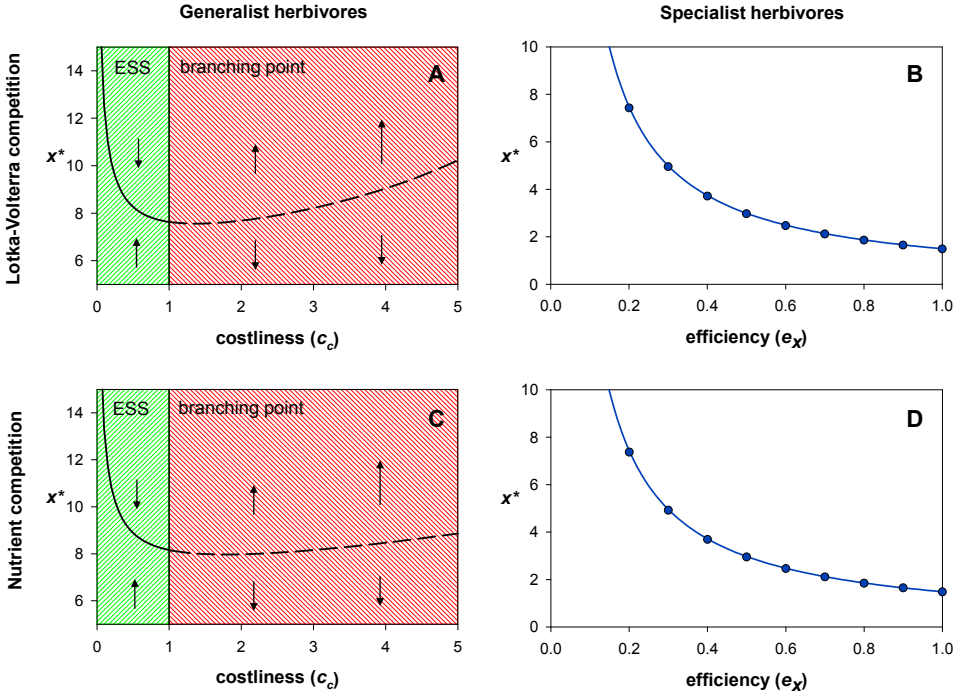 Generalist herbivores
Specialist herbivores
Lotka-Volterra competition
ESS
branching point
A
x*
14
12
10
8
6
0
1
2
3
4
5
costliness (cc)
B
x*
10
8
6
4
2
0
0.0
0.2
0.4
0.6
0.8
1.0
efficiency (ex)
Nutrient competition
ESS
branching point
C
x*
14
12
10
8
6
0
1
2
3
4
5
costliness (cc)
D
x*
10
8
6
4
2
0
0.0
0.2
0.4
0.6
0.8
1.0
efficiency (ex)